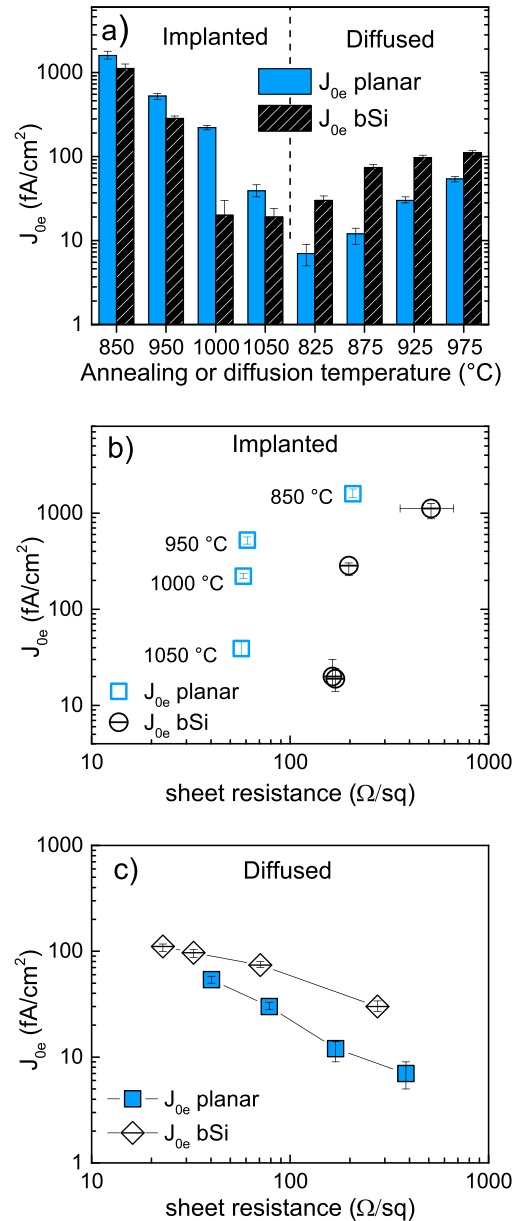 a)
Implanted
Diffused
J0e planar
J0e bSi
J0e (fA/cm2)
1000
100
10
1
850 950 1000 1050 825 875 925 975
Annealing or diffusion temperature (°C)
b)
Implanted
850 °C
950 °C
1000 °C
1050 °C
J0e planar
J0e bSi
J0e (fA/cm2)
1000
100
10
10 100 1000
sheet resistance (Ω/sq)
c)
Diffused
J0e planar
J0e bSi
J0e (fA/cm2)
1000
100
10
1
10 100 1000
sheet resistance (Ω/sq)